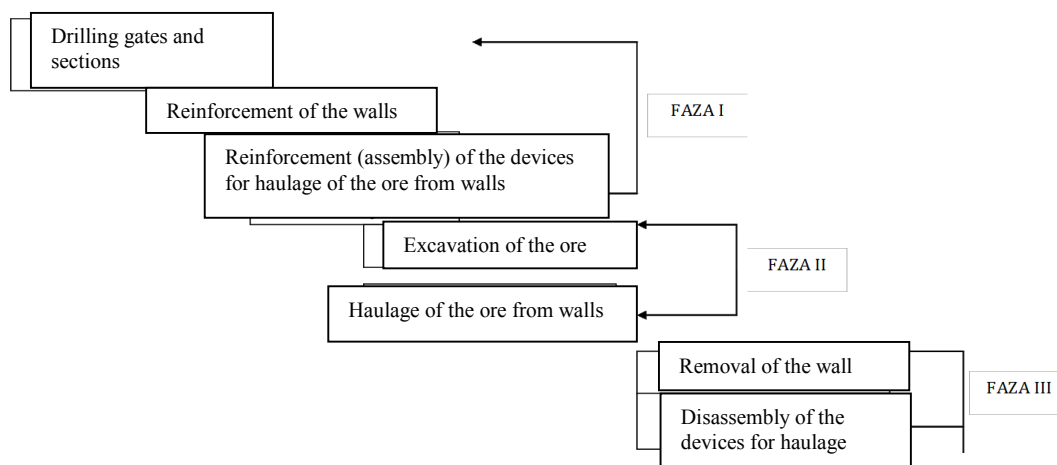 Drilling gates and
sections
Reinforcement of the walls
FAZA I
Reinforcement (assembly) of the devices
for haulage of the ore from walls
Excavation of the ore
FAZA II
Haulage of the ore from walls
Removal of the wall
FAZA III
Disassembly of the
devices for haulage